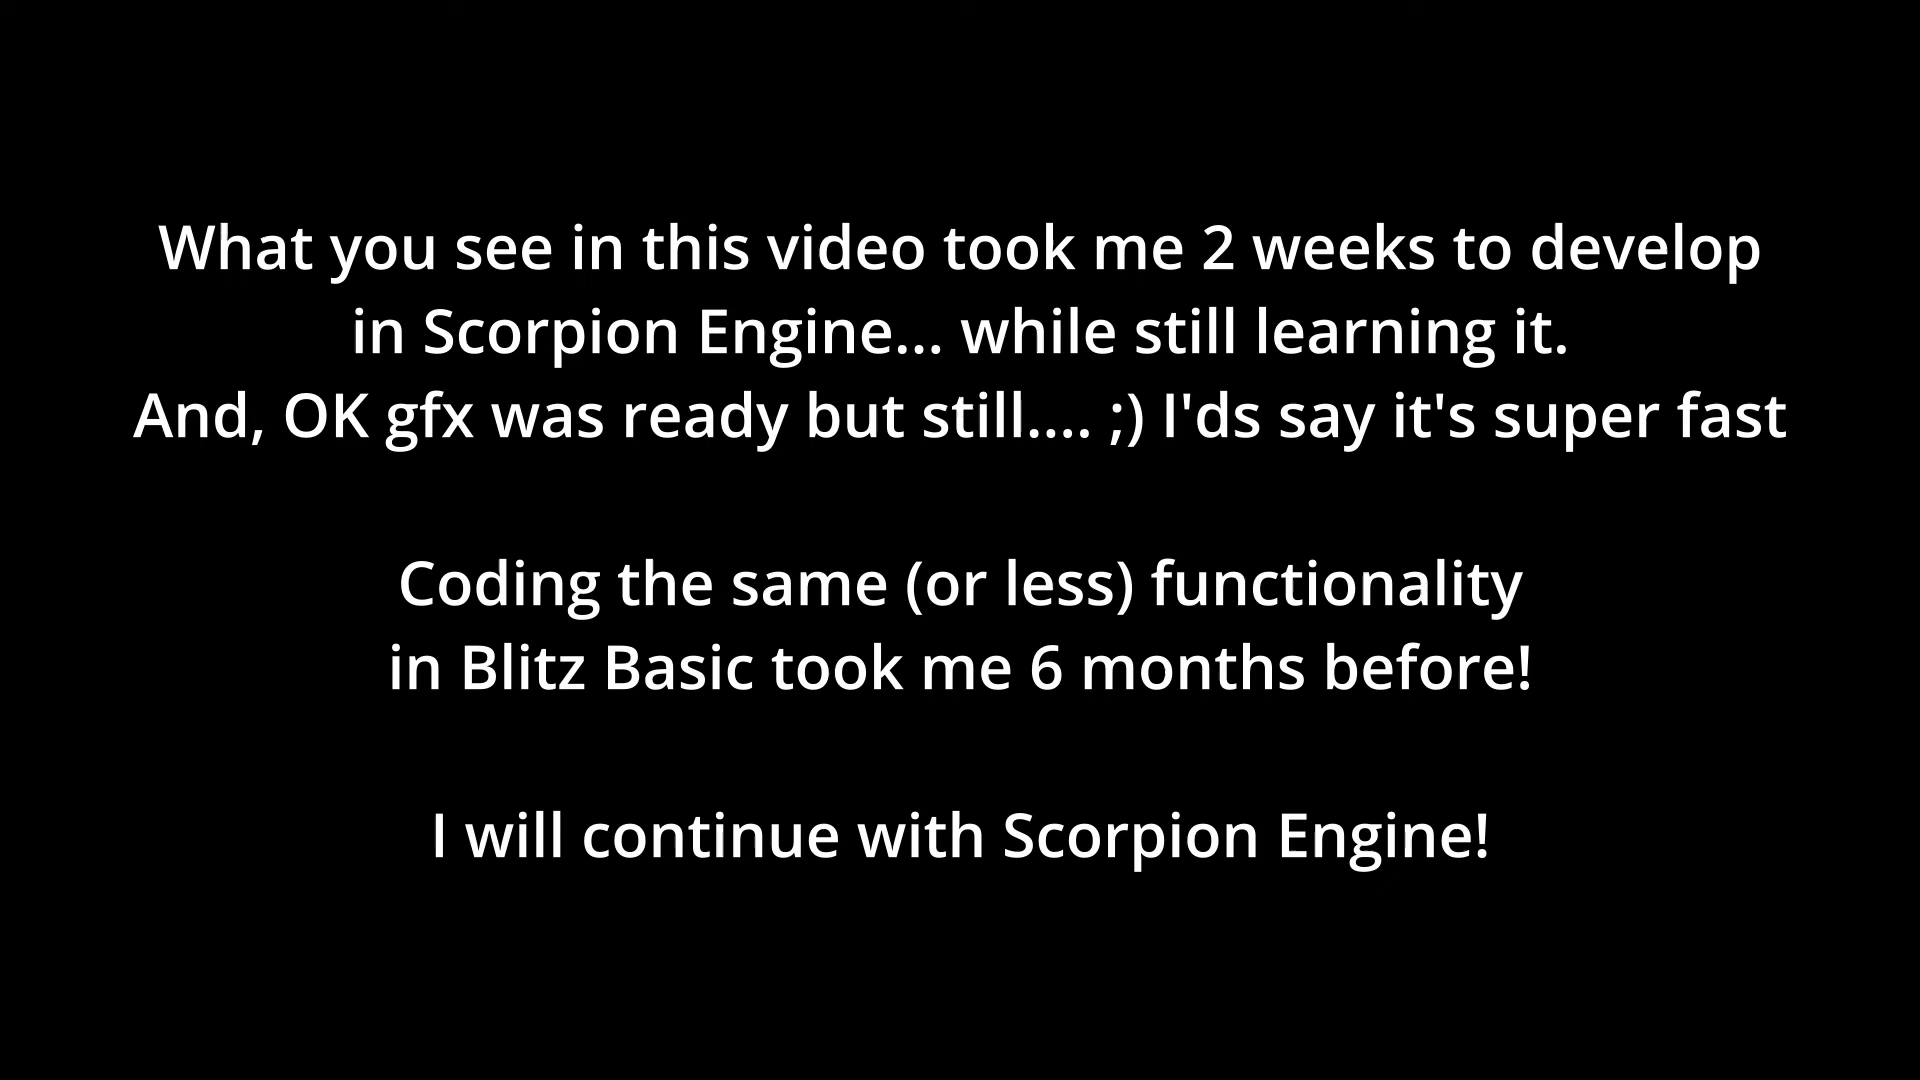 What you see in this video took me 2 weeks to develop
in Scorpion Engine... while still learning it.
And, OK gfx was ready but still.... ;) I'ds say it's super fast
Coding the same (or less) functionality
in Blitz Basic took me 6 months before!
I will continue with Scorpion Engine!